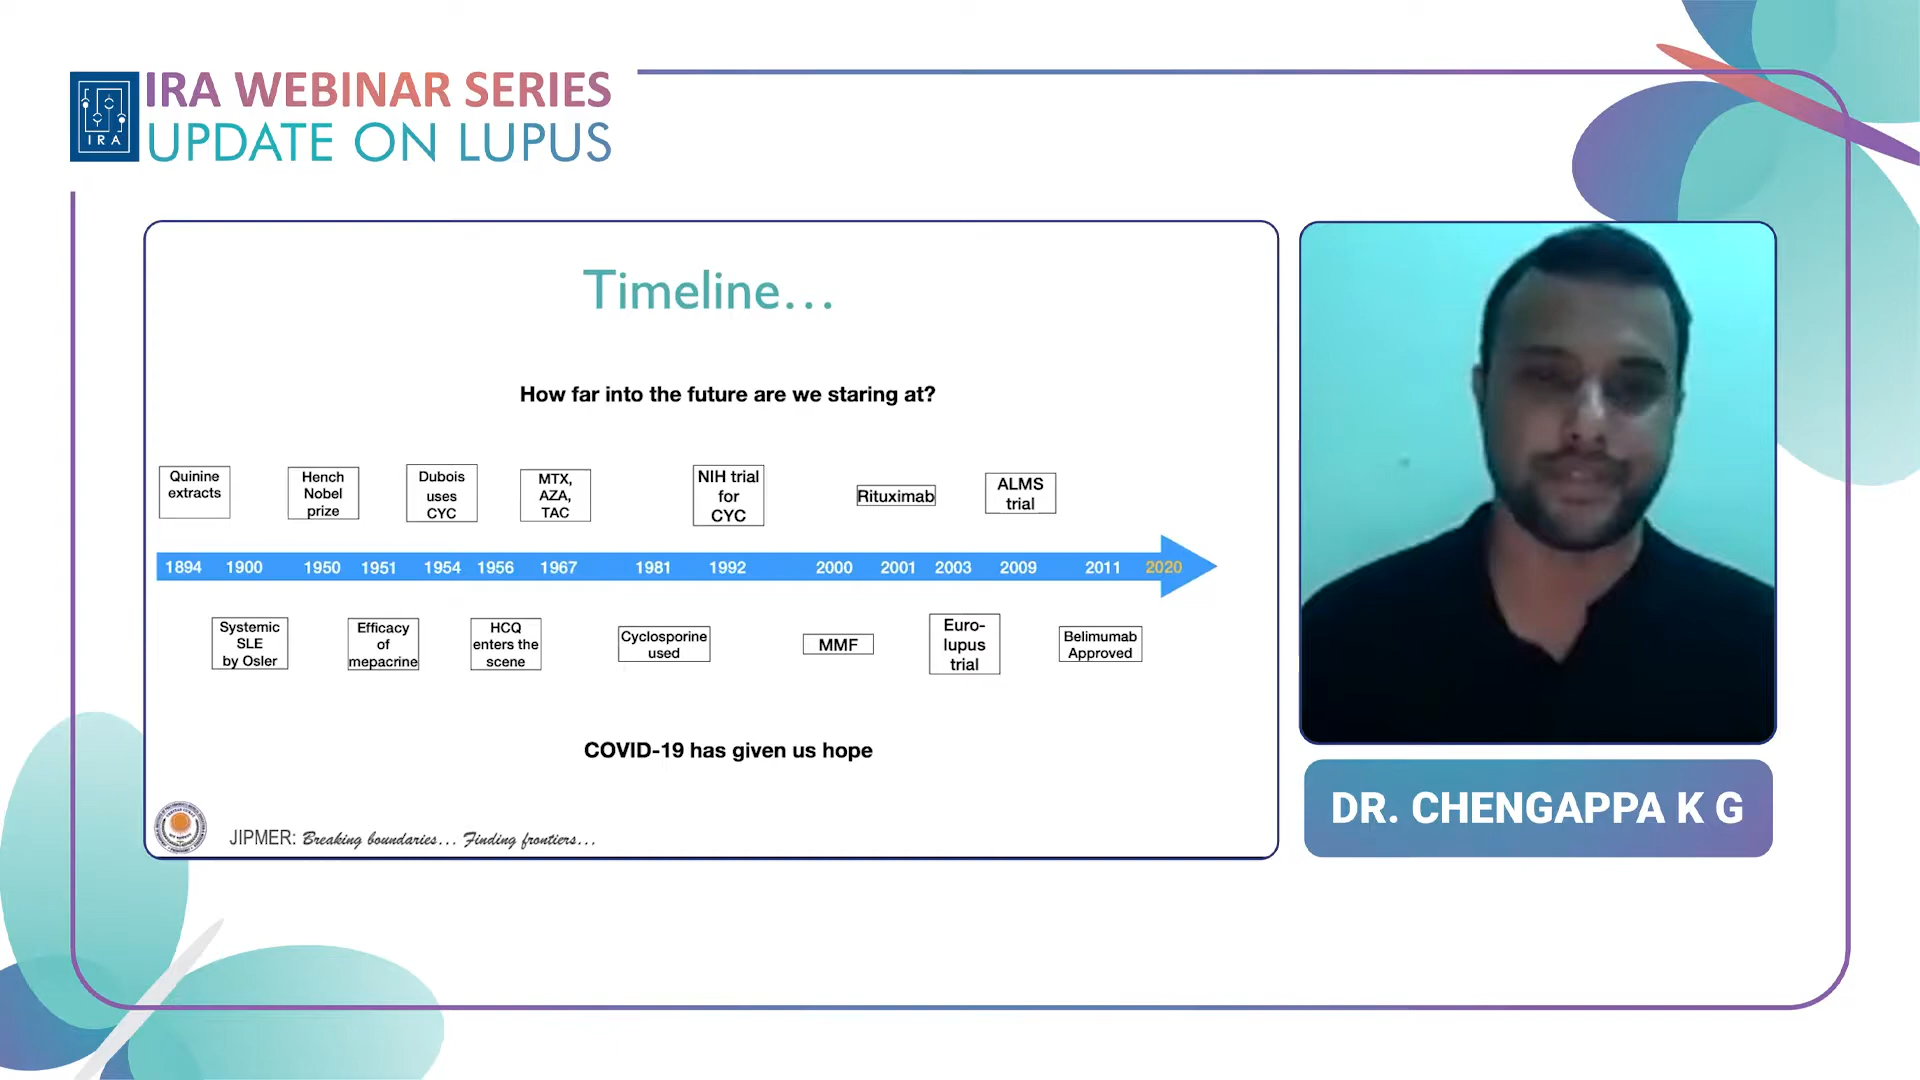 IRA WEBINAR SERIES
UPDATE ON LUPUS
IRA
Timeline...
How far into the future are we staring at?
Quinine
extracts
Hench
Nobel
prize
Dubois
uses
CYC
MTX,
AZA,
TAC
NIH trial
for
CYC
Rituximab
ALMS
trial
1894 1900 1950 1951 1954 1956 1967 1981 1992 2000 2001 2003 2009 2011 2020
Systemic
SLE
by Osler
Efficacy
of
mepacrine
HCQ
enters the
scene
Cyclosporine
used
MMF
Euro-
lupus
trial
Belimumab
Approved
COVID-19 has given us hope
JIPMER: Breaking boundaries... Finding frontiers...
DR. CHENGAPPA K G